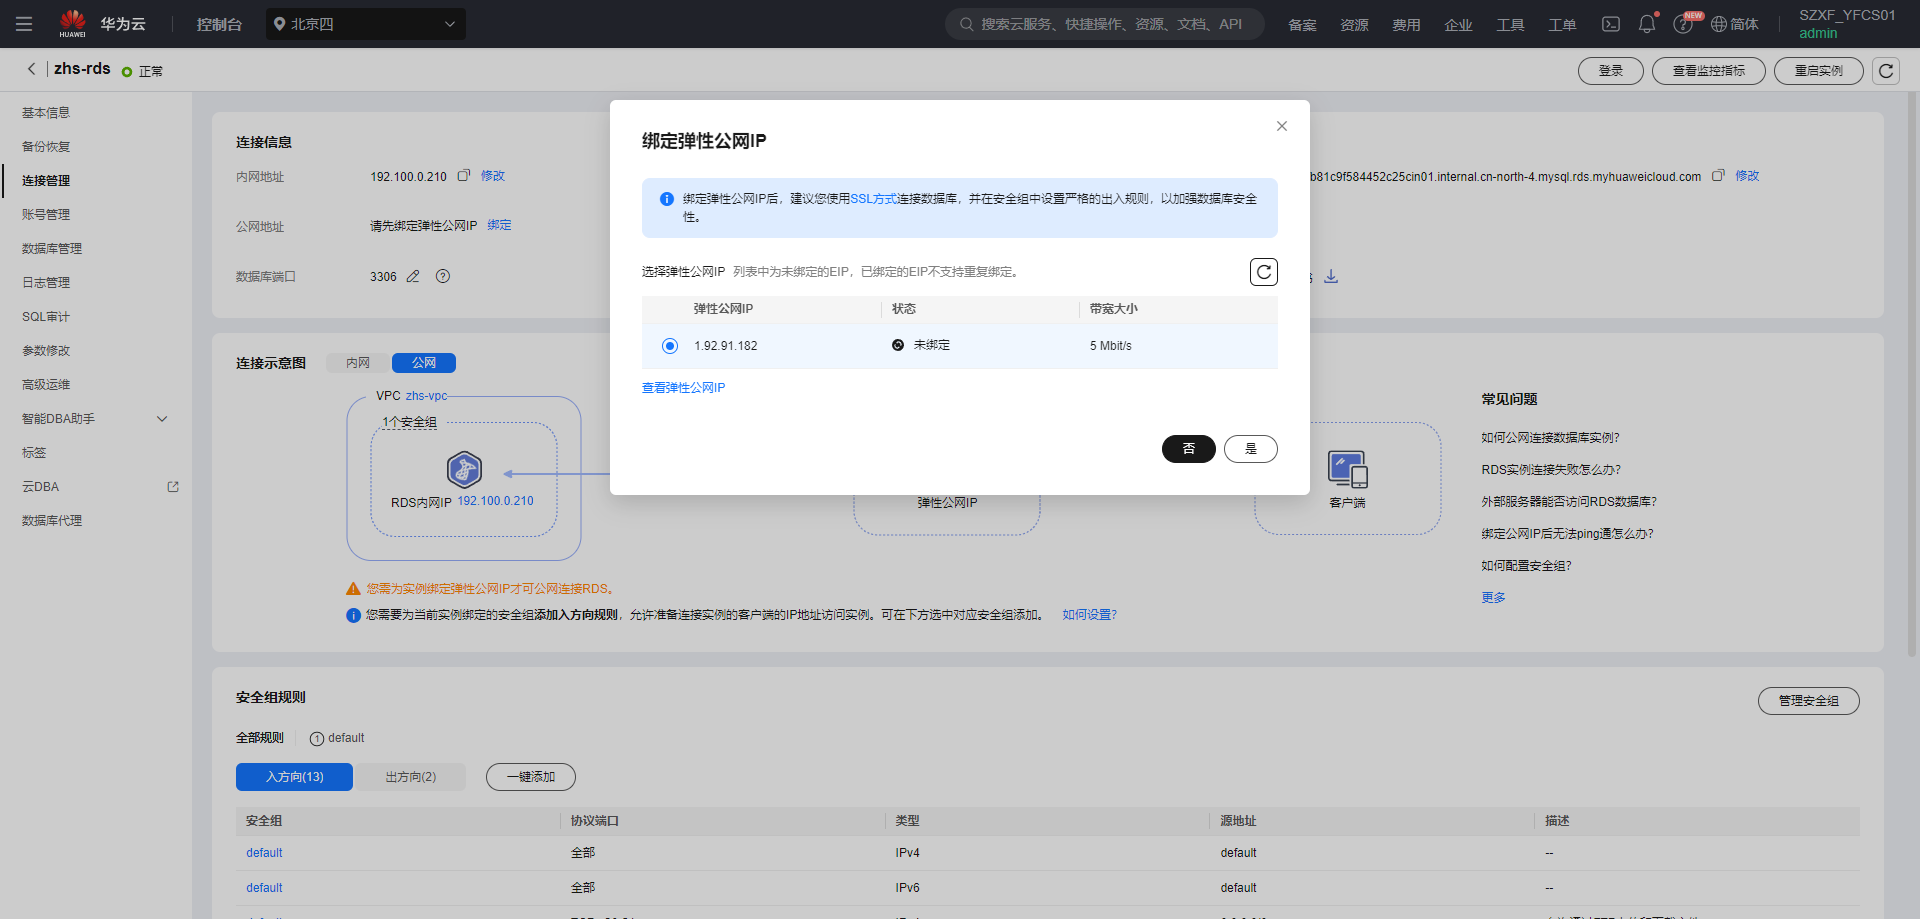 HUAWEI
华为云
控制台
北京四
搜索云服务、快捷操作、资源、文档、API
备案
资源
费用
企业
工具
工单
NEW
简体
SZXF_YFCS01
admin
zhs-rds
正常
登录
查看监控指标
重启实例
基本信息
备份恢复
连接管理
账号管理
数据库管理
日志管理
SQL审计
参数修改
高级运维
智能DBA助手
标签
云DBA
数据库代理
连接信息
内网地址 192.100.0.210 修改
b81c9f584452c25cin01.internal.cn-north-4.mysql.rds.myhuaweicloud.com 修改
公网地址 请先绑定弹性公网IP 绑定
数据库端口 3306
绑定弹性公网IP
绑定弹性公网IP后，建议您使用SSL方式连接数据库，并在安全组中设置严格的出入规则，以加强数据库安全
性。
选择弹性公网IP 列表中为未绑定的EIP，已绑定的EIP不支持重复绑定。
弹性公网IP 状态 带宽大小
1.92.91.182 未绑定 5 Mbit/s
查看弹性公网IP
否 是
连接示意图 内网 公网
VPC zhs-vpc
1个安全组
RDS内网IP 192.100.0.210
弹性公网IP
客户端
您需为实例绑定弹性公网IP才可公网连接RDS。
您需要为当前实例绑定的安全组添加入方向规则，允许准备连接实例的客户端的IP地址访问实例。可在下方选中对应安全组添加。 如何设置?
常见问题
如何公网连接数据库实例?
RDS实例连接失败怎么办?
外部服务器能否访问RDS数据库?
绑定公网IP后无法ping通怎么办?
如何配置安全组?
更多
安全组规则
管理安全组
全部规则 1 default
入方向(13) 出方向(2) 一键添加
安全组 协议端口 类型 源地址 描述
default 全部 IPv4 default --
default 全部 IPv6 default --